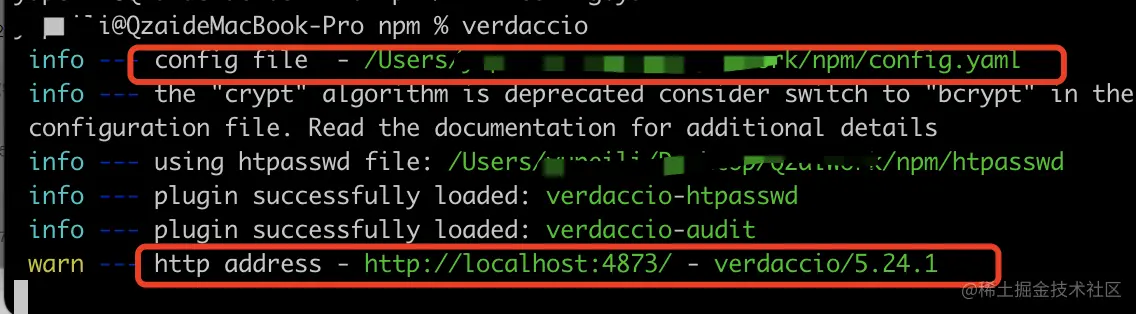 li@QzaideMacBook-Pro npm % verdaccio
info --- config file - /Users/ rk/npm/config.yaml
info --- the "crypt" algorithm is deprecated consider switch to "bcrypt" in the
configuration file. Read the documentation for additional details
info --- using htpasswd file: /Users/ /npm/htpasswd
info --- plugin successfully loaded: verdaccio-htpasswd
info --- plugin successfully loaded: verdaccio-audit
warn --- http address - http://localhost:4873/ - verdaccio/5.24.1
@稀土掘金技术社区